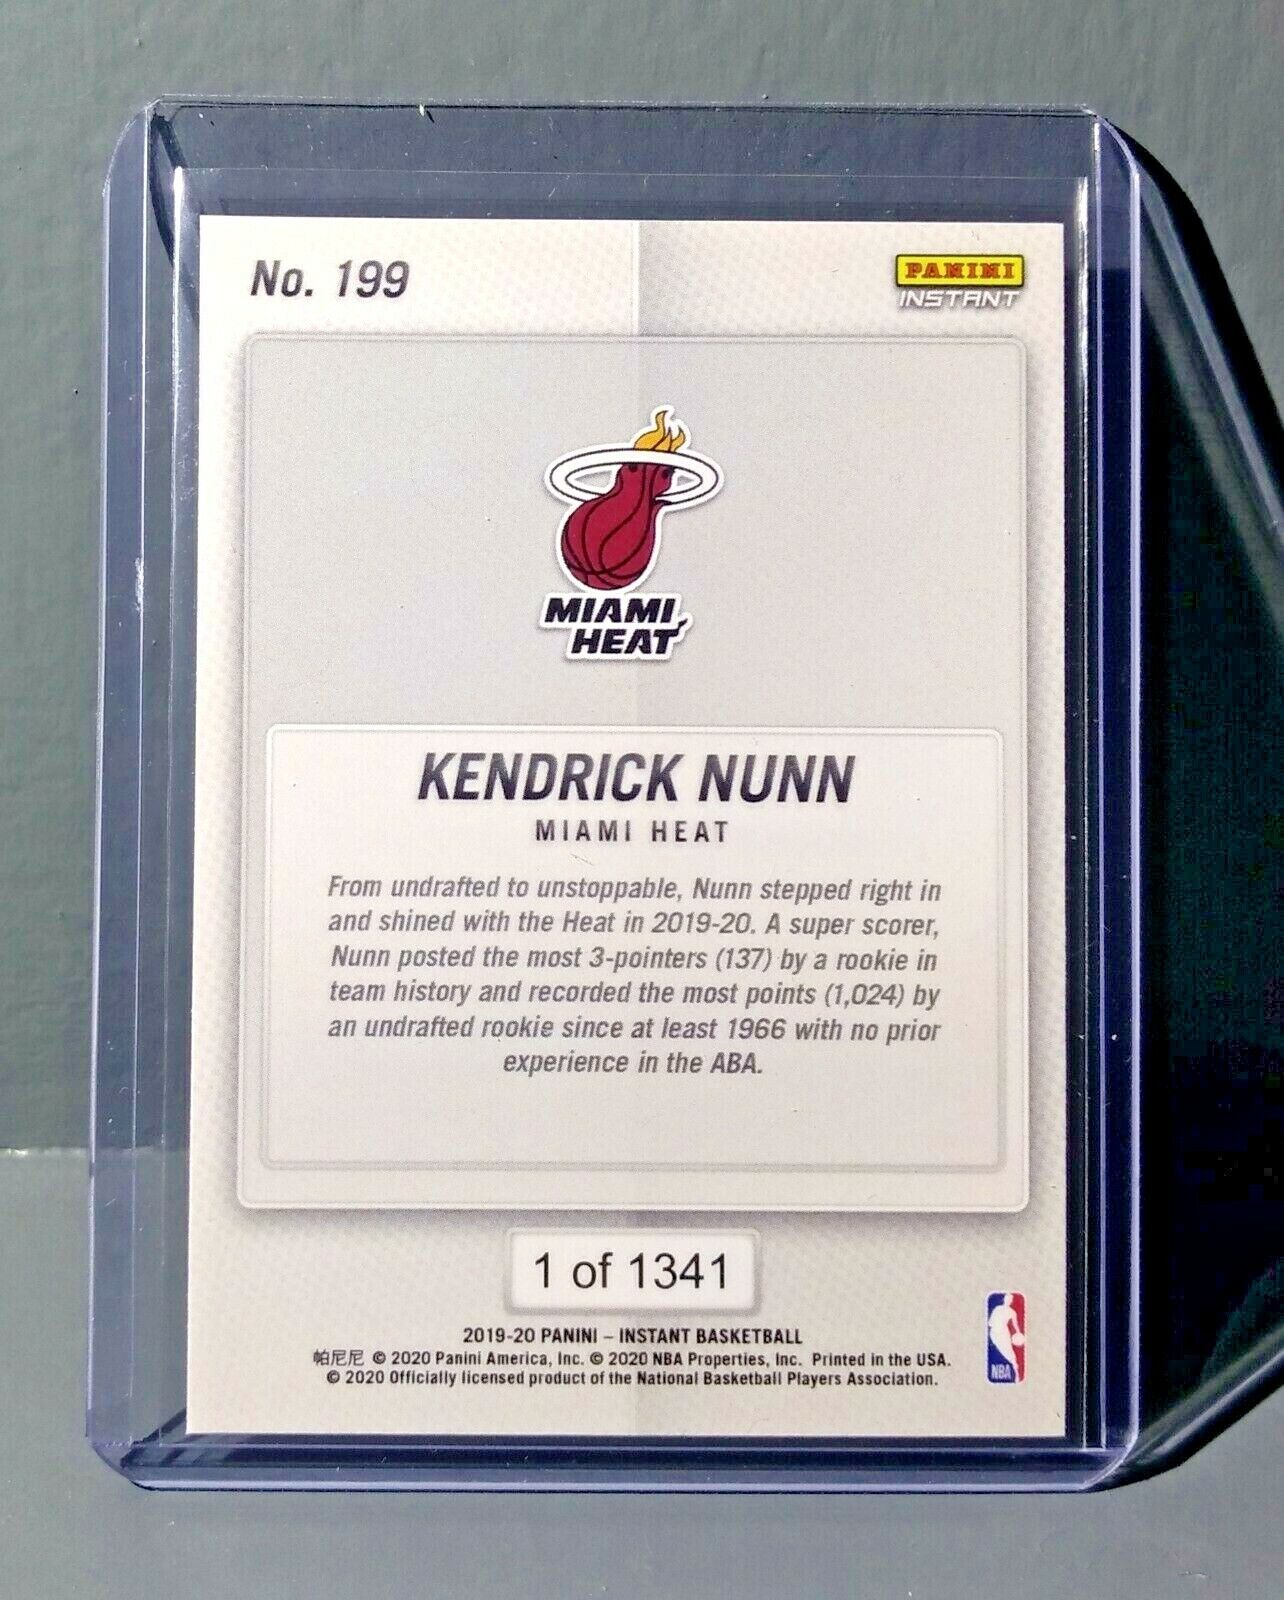 No. 199
PANINI
INSTANT
MIAMI
HEAT
KENDRICK NUNN
MIAMI HEAT
From undrafted to unstoppable, Nunn stepped right in
and shined with the Heat in 2019-20. A super scorer,
Nunn posted the most 3-pointers (137) by a rookie in
team history and recorded the most points (1,024) by
an undrafted rookie since at least 1966 with no prior
experience in the ABA.
1 of 1341
2019-20 PANINI – INSTANT BASKETBALL
帕尼尼 © 2020 Panini America, Inc. © 2020 NBA Properties, Inc. Printed in the USA.
© 2020 Officially licensed product of the National Basketball Players Association.
NBA